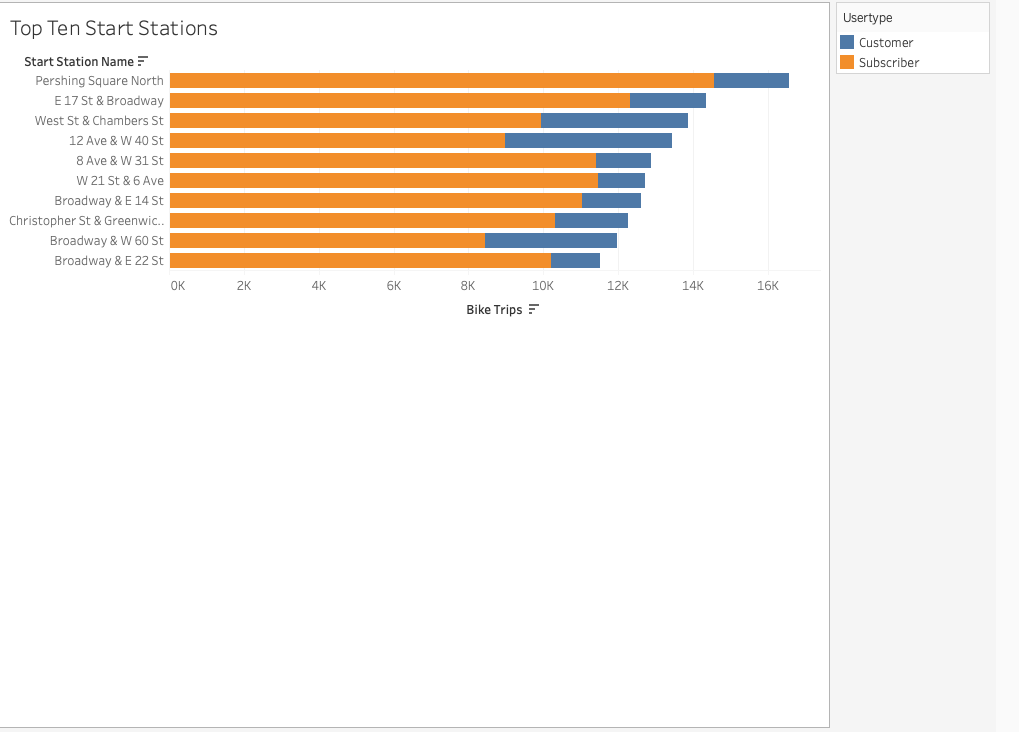 Top Ten Start Stations
Usertype
Customer
Subscriber
Start Station Name
Pershing Square North
E 17 St & Broadway
West St & Chambers St
12 Ave & W 40 St
8 Ave & W 31 St
W 21 St & 6 Ave
Broadway & E 14 St
Christopher St & Greenwic..
Broadway & W 60 St
Broadway & E 22 St
0K 2K 4K 6K 8K 10K 12K 14K 16K
Bike Trips